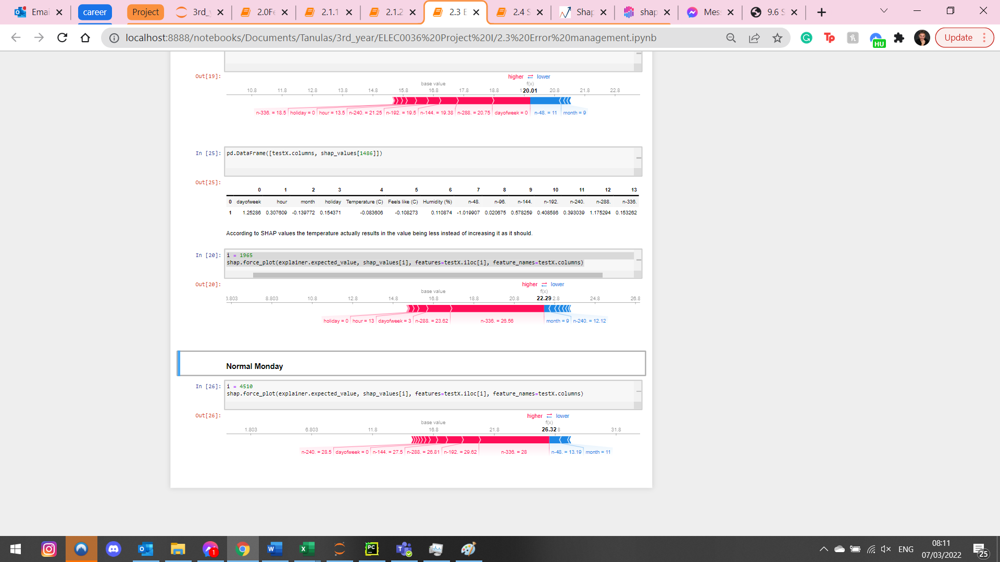 Emai
career
Project
3rd_
2.0Fe
2.1.1
2.1.2
2.3 E
2.4 S
Shap
shap
Mes
9.6 S
localhost:8888/notebooks/Documents/Tanulas/3rd_year/ELEC0036%20Project%20I/2.3%20Error%20management.ipynb
HU
Update
Out[19]:
higher ⇄ lower
base value f(x)
10.8 11.8 12.8 13.8 14.8 15.8 16.8 17.8 18.8 1 20.01 20.8 21.8 22.8
n-336. = 18.5 holiday = 0 hour = 13.5 n-240. = 21.25 n-192. = 19.5 n-144. = 19.38 n-288. = 20.75 dayofweek = 0 n-48. = 11 month = 9
In [25]: pd.DataFrame([testX.columns, shap_values[1486]])
Out[25]:
0 1 2 3 4 5 6 7 8 9 10 11 12 13
0 dayofweek hour month holiday Temperature (C) Feels like (C) Humidity (%) n-48. n-96. n-144. n-192. n-240. n-288. n-336.
1 1.25286 0.307609 -0.139772 0.154371 -0.083606 -0.108273 0.110874 -1.019907 0.020675 0.578259 0.408586 0.393039 1.175294 0.153262
According to SHAP values the temperature actually results in the value being less instead of increasing it as it should.
In [20]: i = 1965
shap.force_plot(explainer.expected_value, shap_values[i], features=testX.iloc[i], feature_names=testX.columns)
Out[20]:
higher ⇄ lower
base value f(x)
3.803 8.803 10.8 12.8 14.8 16.8 18.8 20.8 22.29 2.8 24.8 26.8
holiday = 0 hour = 13 dayofweek = 3 n-288. = 23.62 n-336. = 26.56 month = 9 n-240. = 12.12
Normal Monday
In [26]: i = 4510
shap.force_plot(explainer.expected_value, shap_values[i], features=testX.iloc[i], feature_names=testX.columns)
Out[26]:
higher ⇄ lower
base value f(x)
1.803 6.803 11.8 16.8 21.8 26.32 8 31.8
n-240. = 28.5 dayofweek = 0 n-144. = 27.5 n-288. = 26.81 n-192. = 29.62 n-336. = 28 n-48. = 13.19 month = 11
1
ENG
08:11
07/03/2022
25